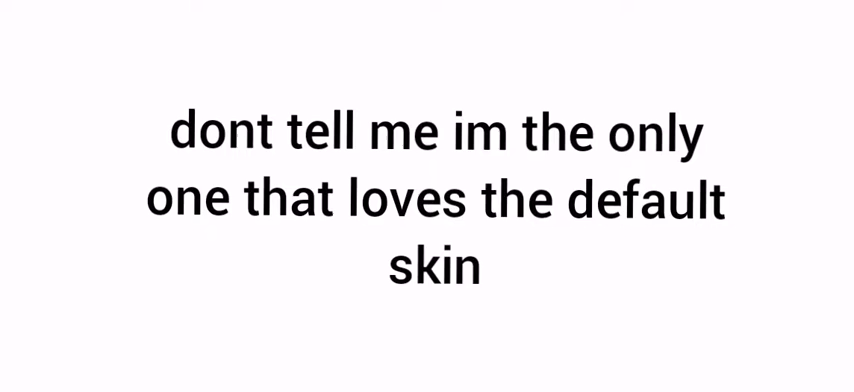 dont tell me im the only
one that loves the default
skin